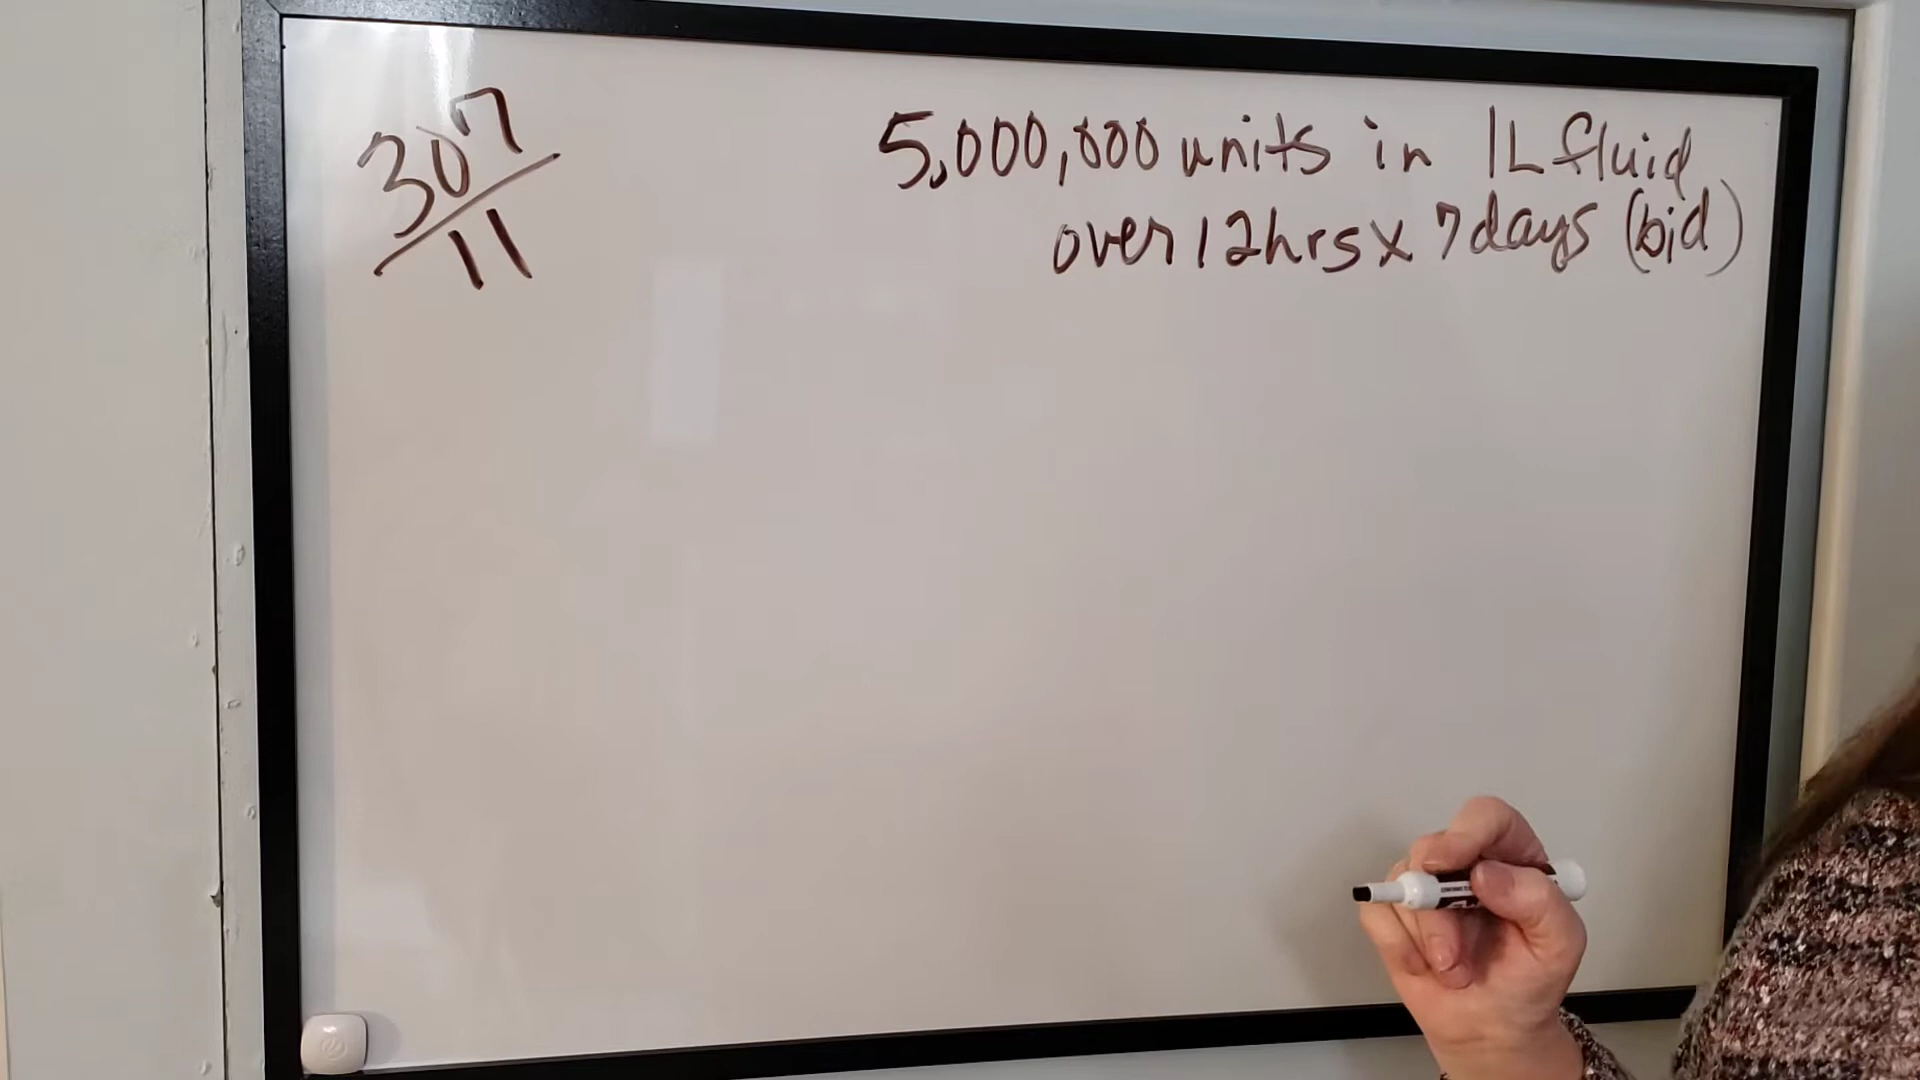 307/11
5,000,000 units in 1L fluid
over 12hrs x 7days (bid)